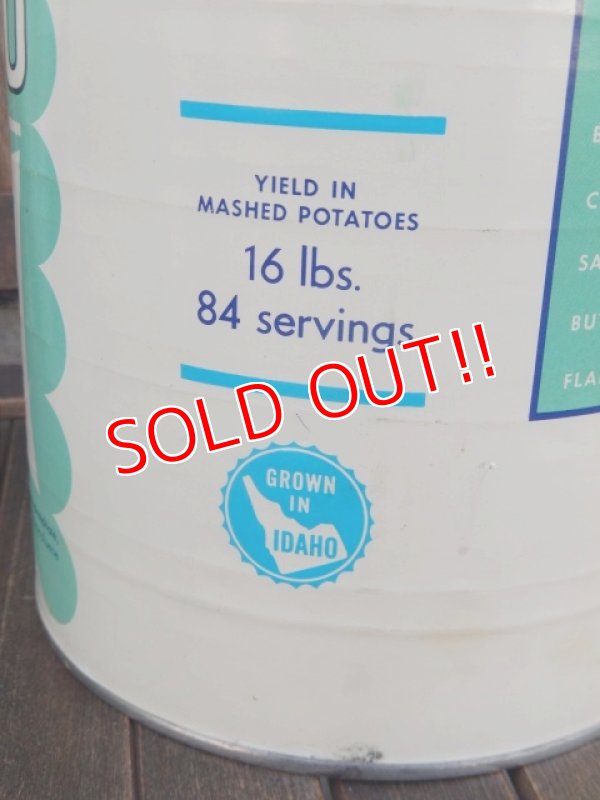 YIELD IN
MASHED POTATOES
16 lbs.
84 servings
SOLD OUT!!
GROWN
IN
IDAHO